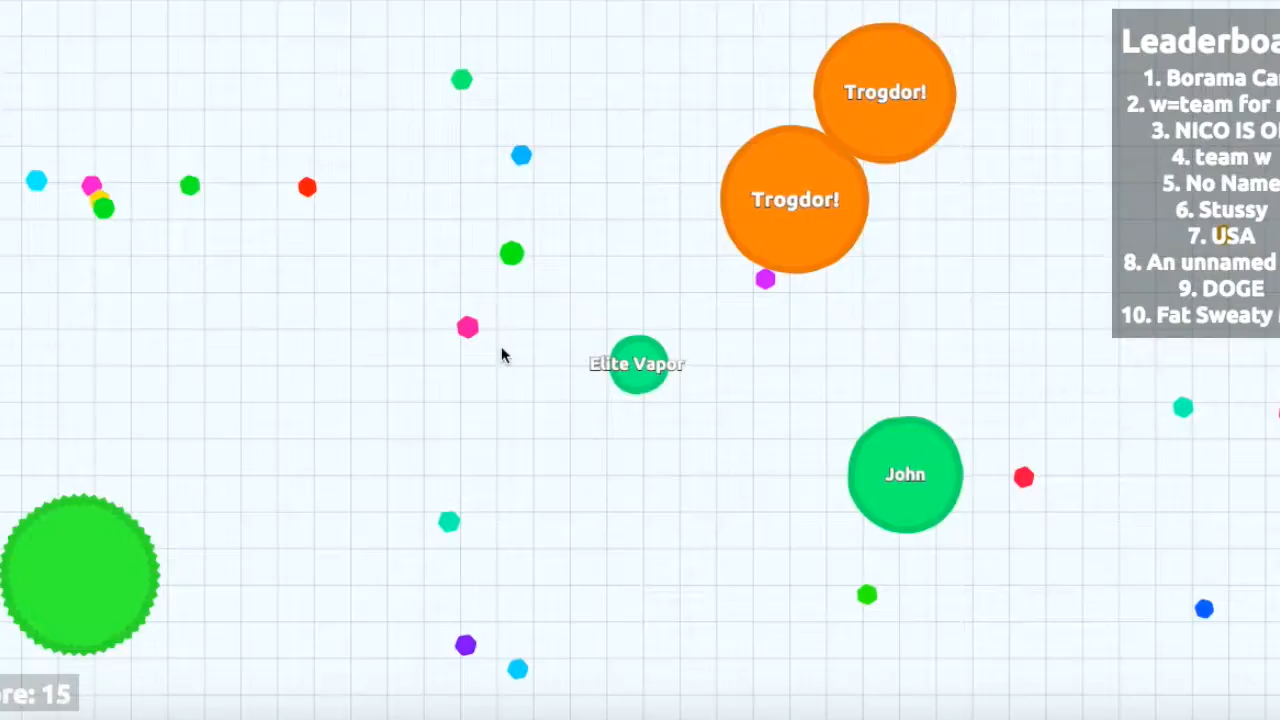 Trogdor!
Trogdor!
Elite Vapor
John
Leaderboa
1. Borama Ca
2. w=team for
3. NICO IS O
4. team w
5. No Name
6. Stussy
7. USA
8. An unnamed
9. DOGE
10. Fat Sweaty
re: 15